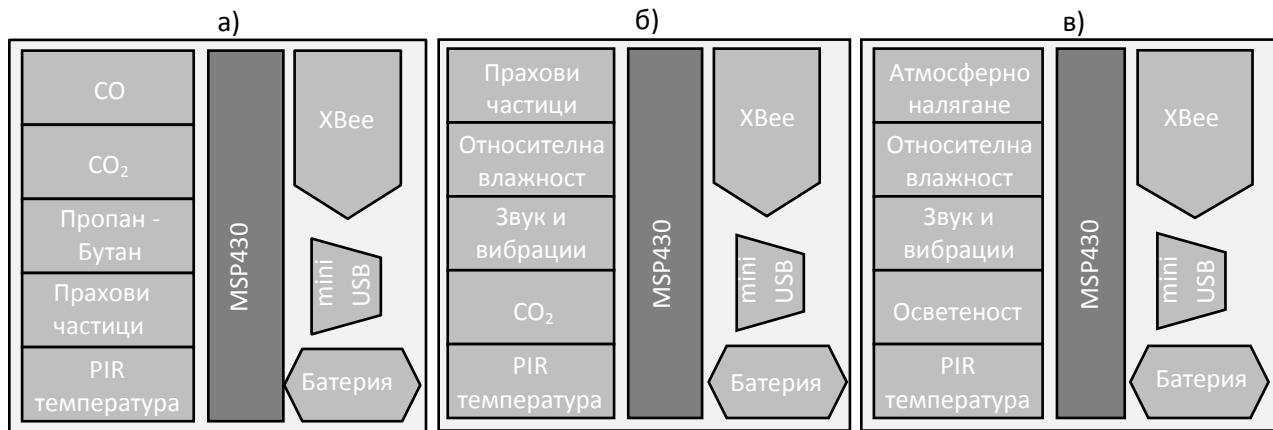 а)
CO
CO₂
Пропан -
Бутан
Прахови
частици
PIR
температура
MSP430
XBee
mini
USB
Батерия
б)
Прахови
частици
Относителна
влажност
Звук и
вибрации
CO₂
PIR
температура
MSP430
XBee
mini
USB
Батерия
в)
Атмосферно
налягане
Относителна
влажност
Звук и
вибрации
Осветеност
PIR
температура
MSP430
XBee
mini
USB
Батерия